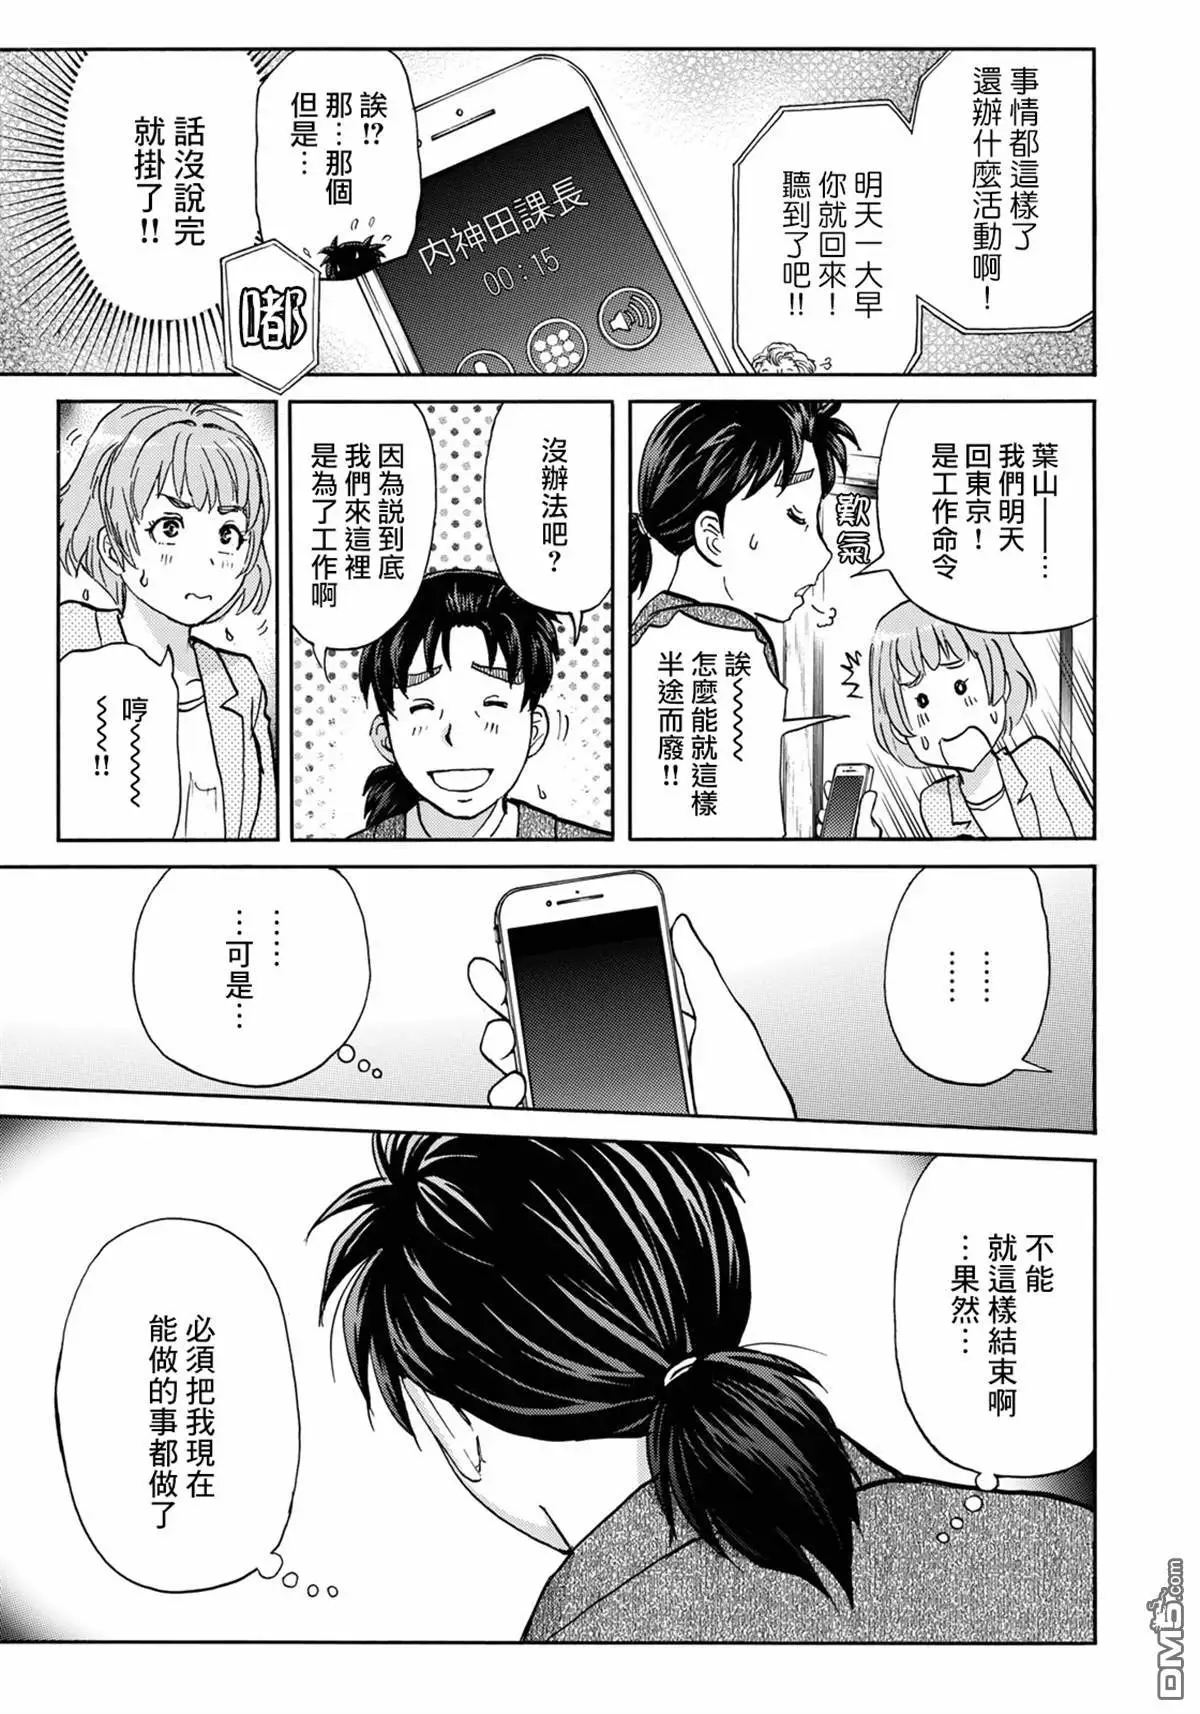 事情都這樣了
還辦什麼活動啊！
明天一大早
你就回來！
聽到了吧!!
內神田課長
00：15
誒!?
那…那個
但是…
嘟
話沒說完
就掛了!!
葉山——…
我們明天
回東京！
是工作命令
歎氣
誒~~~~
怎麼能就這樣
半途而廢!!
沒辦法吧？
因為說到底
我們來這裡
是為了工作啊
哼~~~~
~~~~!!
……
……
……
…可是…
不能
就這樣結束啊
…果然…
必須把我現在
能做的事都做了
DM5.com